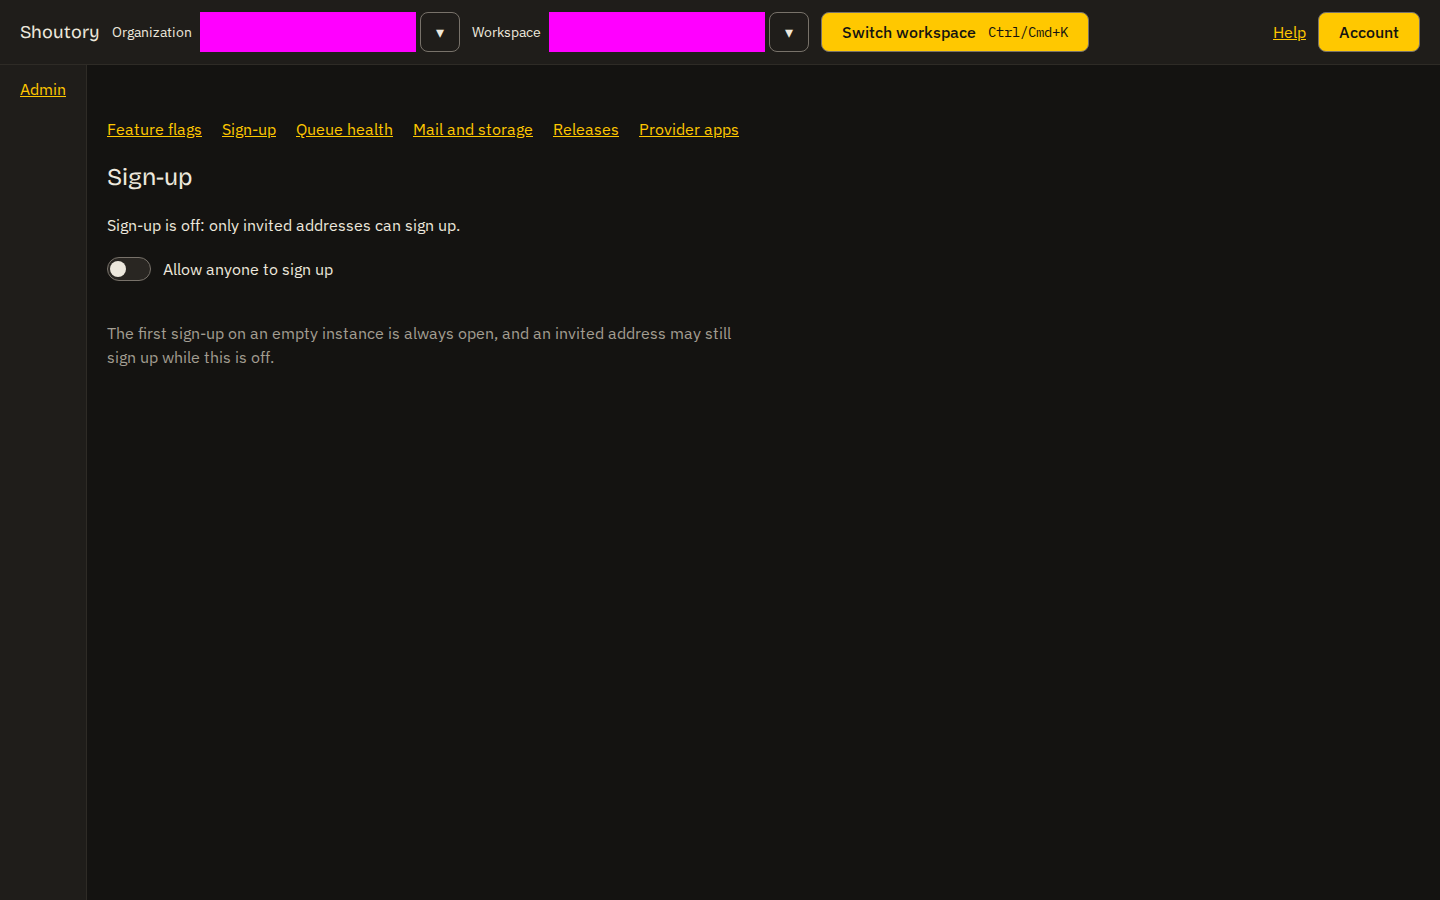 Shoutory Organization ▼ Workspace ▼ Switch workspace Ctrl/Cmd+K Help Account
Admin
Feature flags Sign-up Queue health Mail and storage Releases Provider apps
Sign-up
Sign-up is off: only invited addresses can sign up.
Allow anyone to sign up
The first sign-up on an empty instance is always open, and an invited address may still
sign up while this is off.